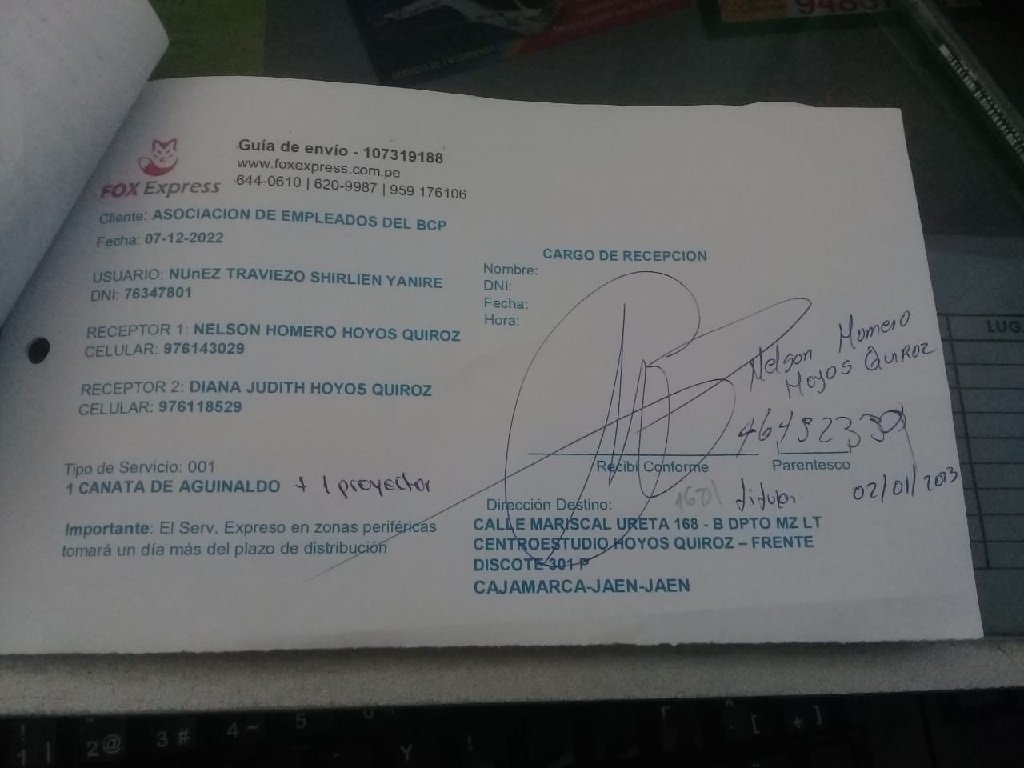 FOX Express
Guía de envío - 107319188
www.foxexpress.com.pe
644-0610 | 620-9987 | 959 176106
Cliente: ASOCIACION DE EMPLEADOS DEL BCP
Fecha: 07-12-2022
USUARIO: NUnEZ TRAVIEZO SHIRLIEN YANIRE
DNI: 76347801
RECEPTOR 1: NELSON HOMERO HOYOS QUIROZ
CELULAR: 976143029
RECEPTOR 2: DIANA JUDITH HOYOS QUIROZ
CELULAR: 976118529
Tipo de Servicio: 001
1 CANATA DE AGUINALDO + 1 proyector
Importante: El Serv. Expreso en zonas periféricas
tomará un día más del plazo de distribución
CARGO DE RECEPCION
Nombre:
DNI:
Fecha:
Hora:
Nelson Homero
Hoyos Quiroz
Recibi Conforme
Parentesco
titular
02/01/2023
Dirección Destino:
CALLE MARISCAL URETA 168 - B DPTO MZ LT
CENTROESTUDIO HOYOS QUIROZ – FRENTE
DISCOTE 301 P
CAJAMARCA-JAEN-JAEN
LUG